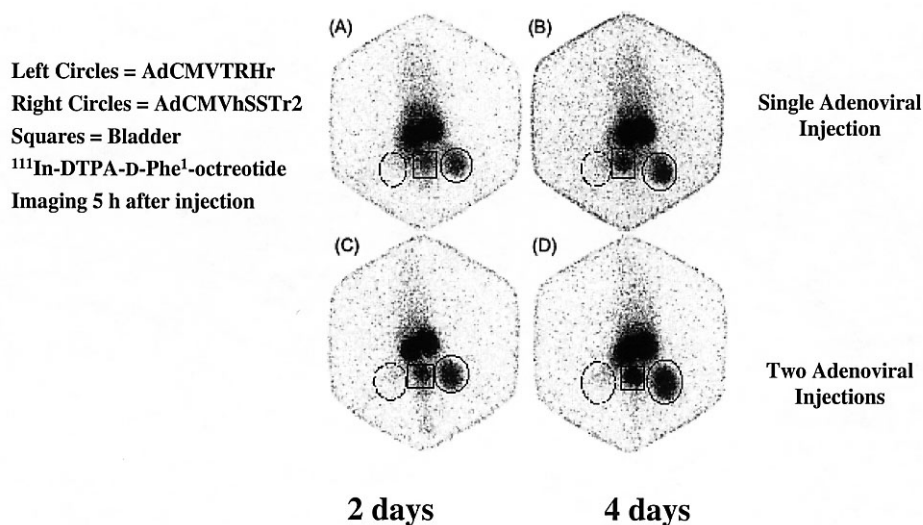 (A)
(B)
Left Circles = AdCMVTRHr
Right Circles = AdCMVhSSTr2
Squares = Bladder
¹¹¹In-DTPA-D-Phe¹-octreotide
Imaging 5 h after injection
Single Adenoviral
Injection
(C)
(D)
Two Adenoviral
Injections
2 days
4 days